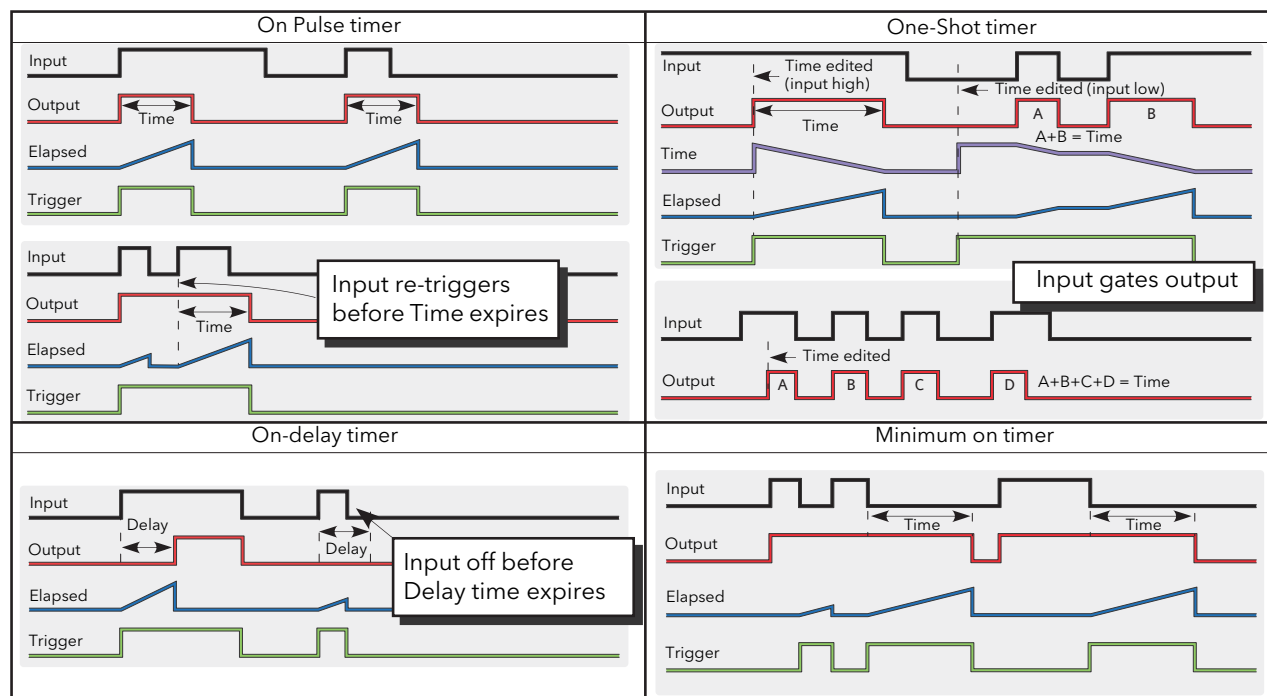 On Pulse timer
Input
Output
Time
Time
Elapsed
Trigger
Input
Input re-triggers
before Time expires
Output
Time
Elapsed
Trigger
One-Shot timer
Input
Time edited
(input high)
Time edited (input low)
Output
Time
A
B
A+B = Time
Time
Elapsed
Trigger
Input gates output
Input
Time edited
Output
A
B
C
D
A+B+C+D = Time
On-delay timer
Input
Delay
Output
Delay
Input off before
Delay time expires
Elapsed
Trigger
Minimum on timer
Input
Time
Time
Output
Elapsed
Trigger